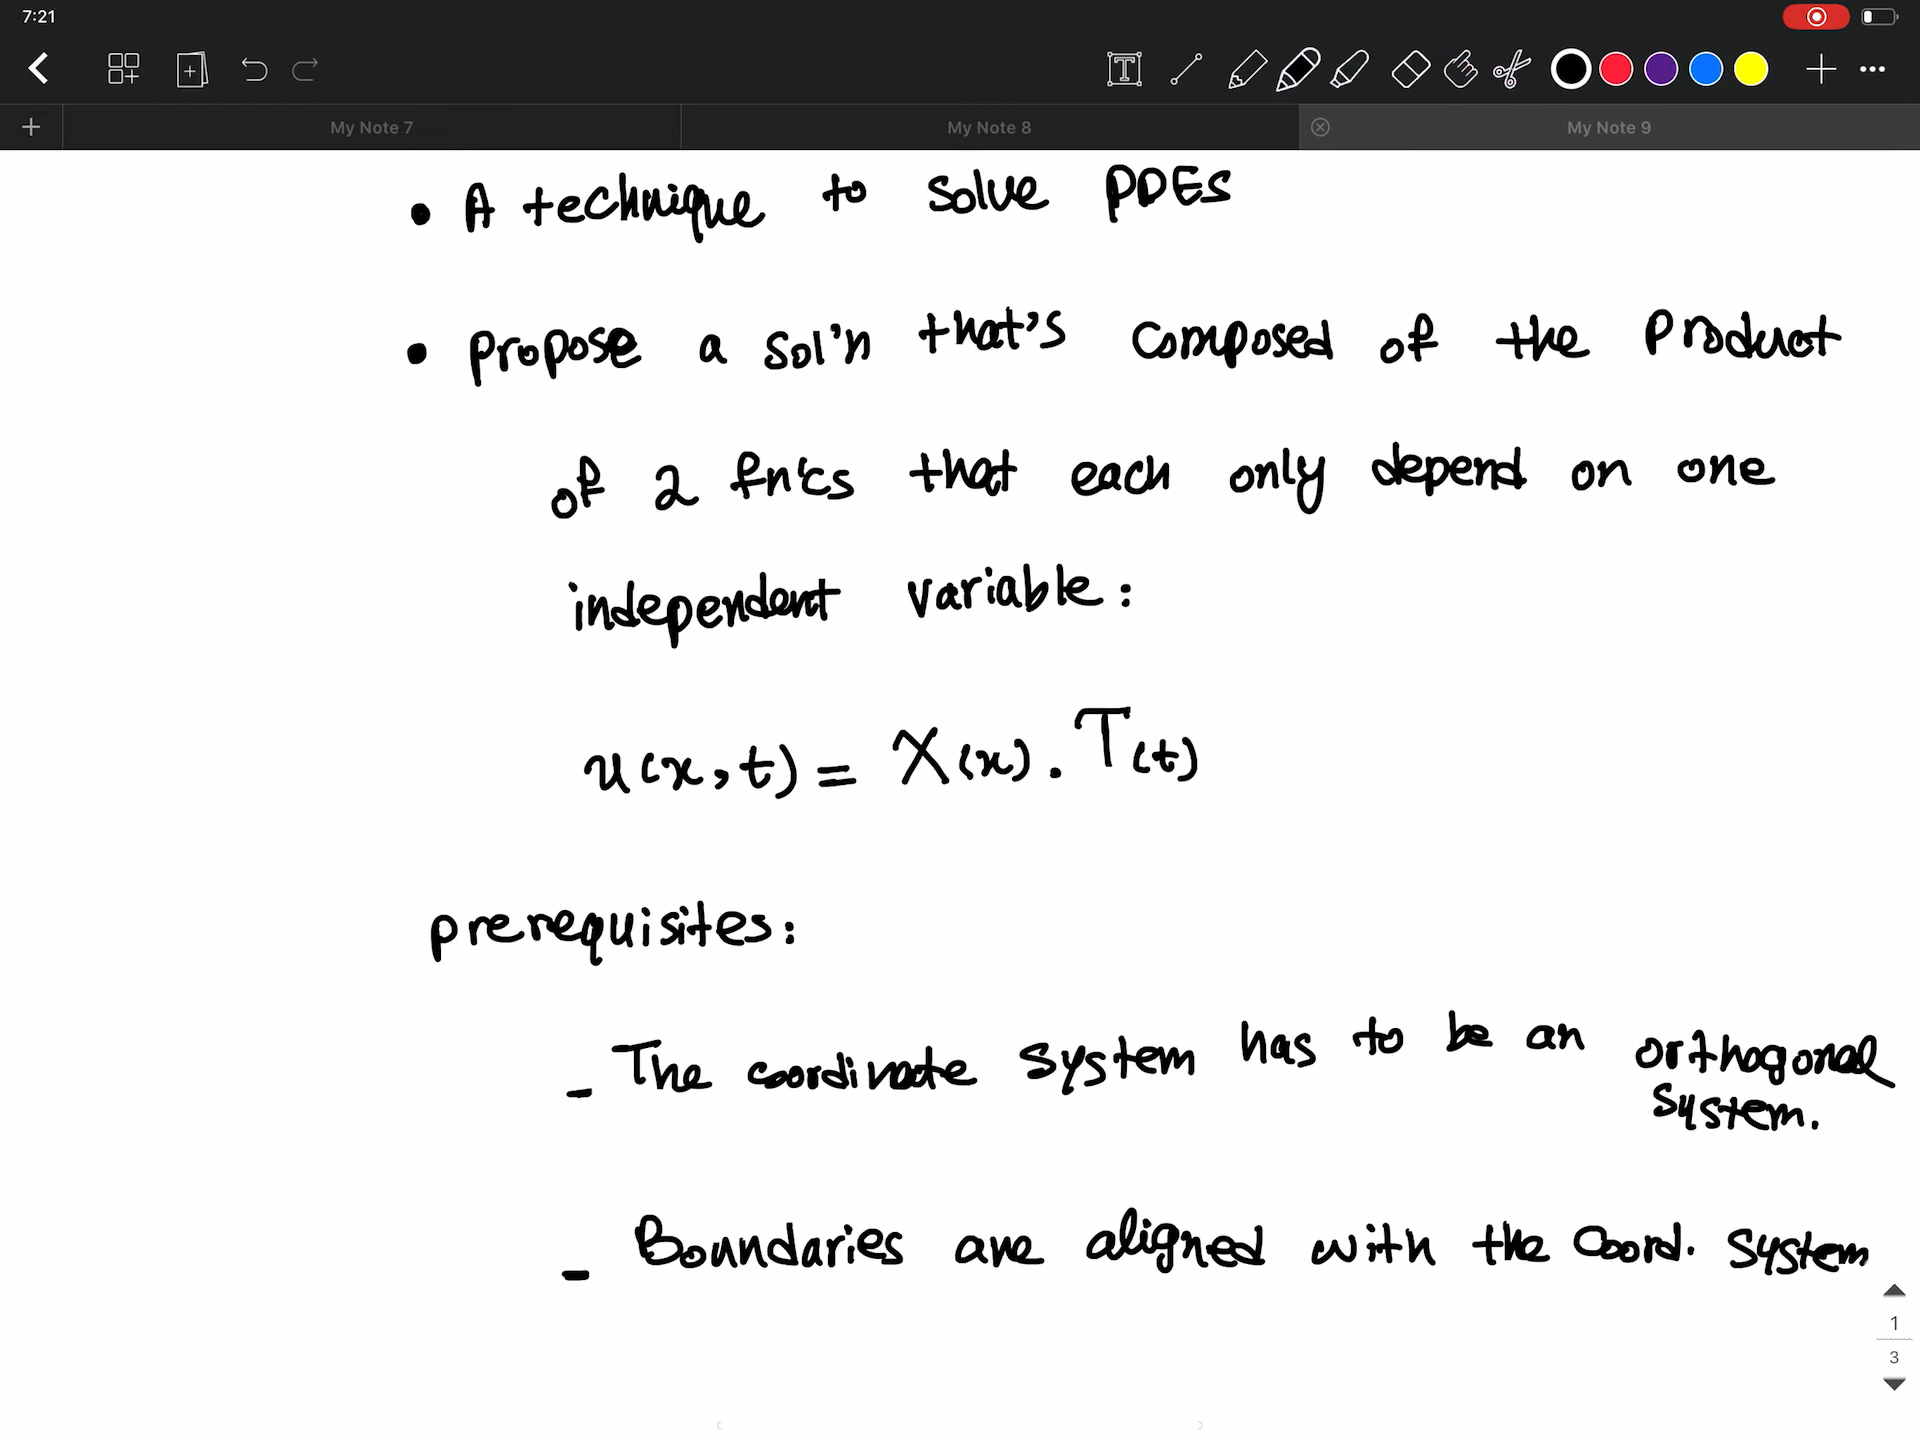 7:21
My Note 7
My Note 8
My Note 9
• A technique to solve PDEs
• Propose a sol'n that's composed of the Product
of 2 fn'cs that each only depend on one
independent variable:
u(x,t) = X(x) . T(t)
prerequisites:
- The coordinate system has to be an orthogonal
system.
- Boundaries are aligned with the Coord. system
1
3